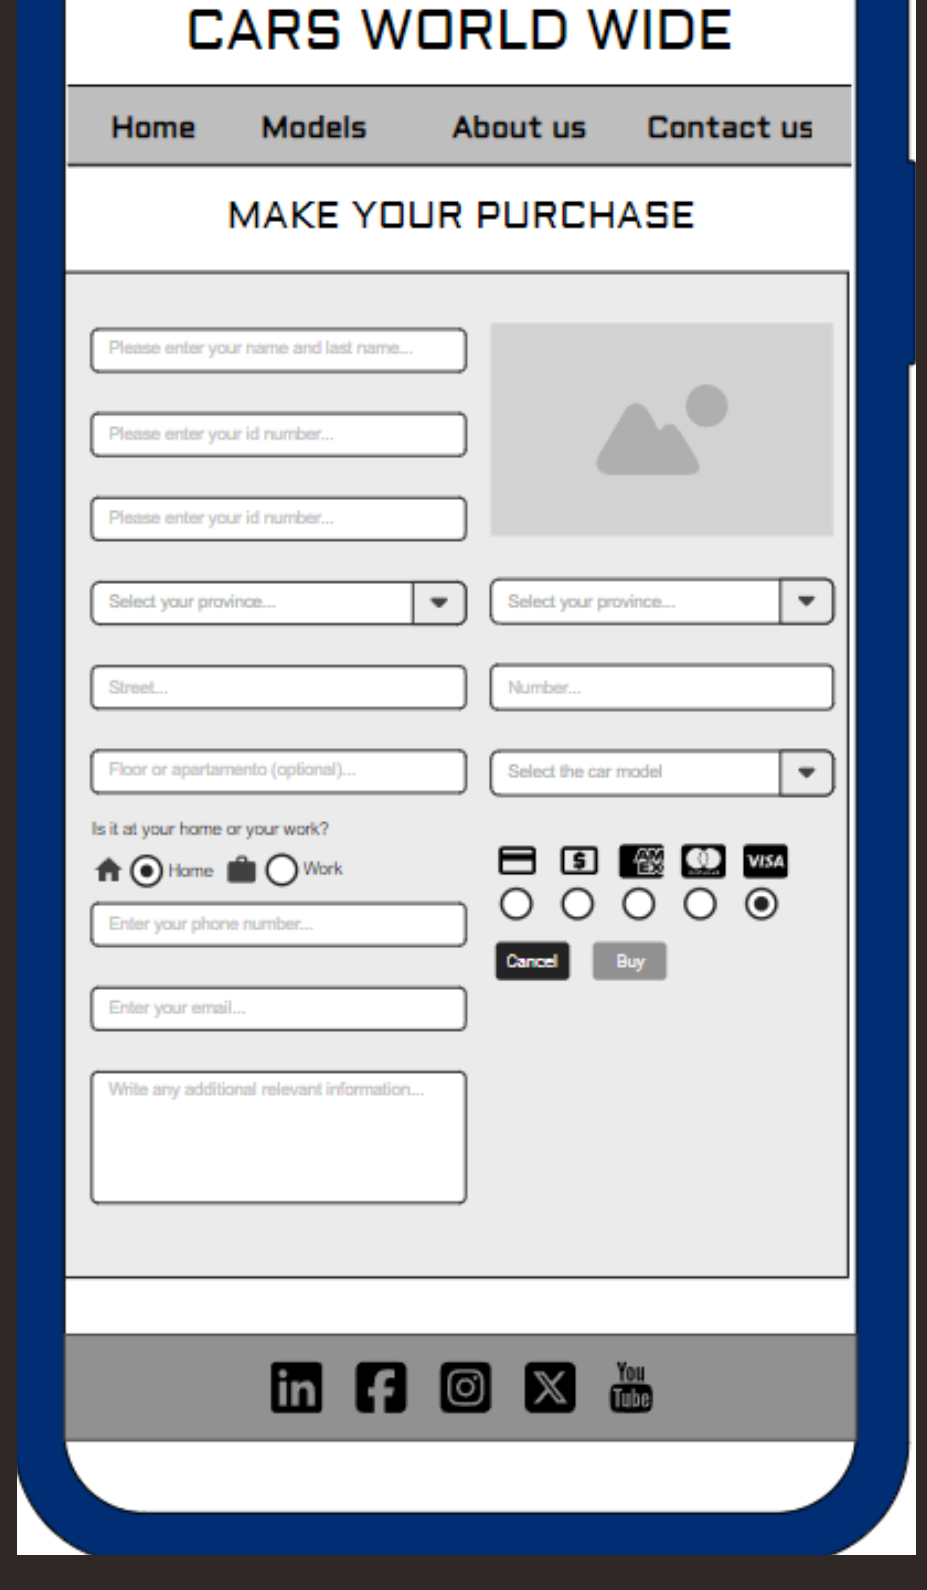 CARS WORLD WIDE
Home Models About us Contact us
MAKE YOUR PURCHASE
Please enter your name and last name...
Please enter your id number...
Please enter your id number...
Select your province...
Select your province...
Street...
Number...
Floor or apartamento (optional)...
Select the car model
Is it at your home or your work?
Home Work
AM
EX
VISA
Enter your phone number...
Cancel Buy
Enter your email...
Write any additional relevant information...
in f X You
Tube